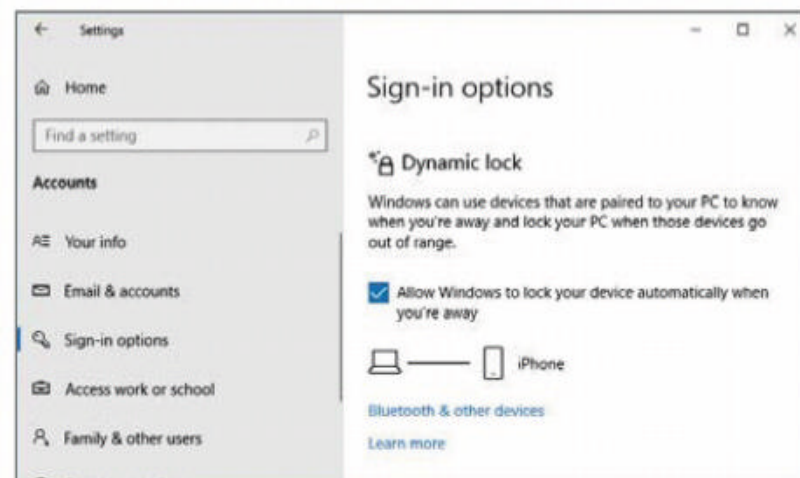 Settings
Home
Find a setting
Accounts
Your info
Email & accounts
Sign-in options
Access work or school
Family & other users
Sign-in options
Dynamic lock
Windows can use devices that are paired to your PC to know
when you're away and lock your PC when those devices go
out of range.
Allow Windows to lock your device automatically when
you're away
iPhone
Bluetooth & other devices
Learn more